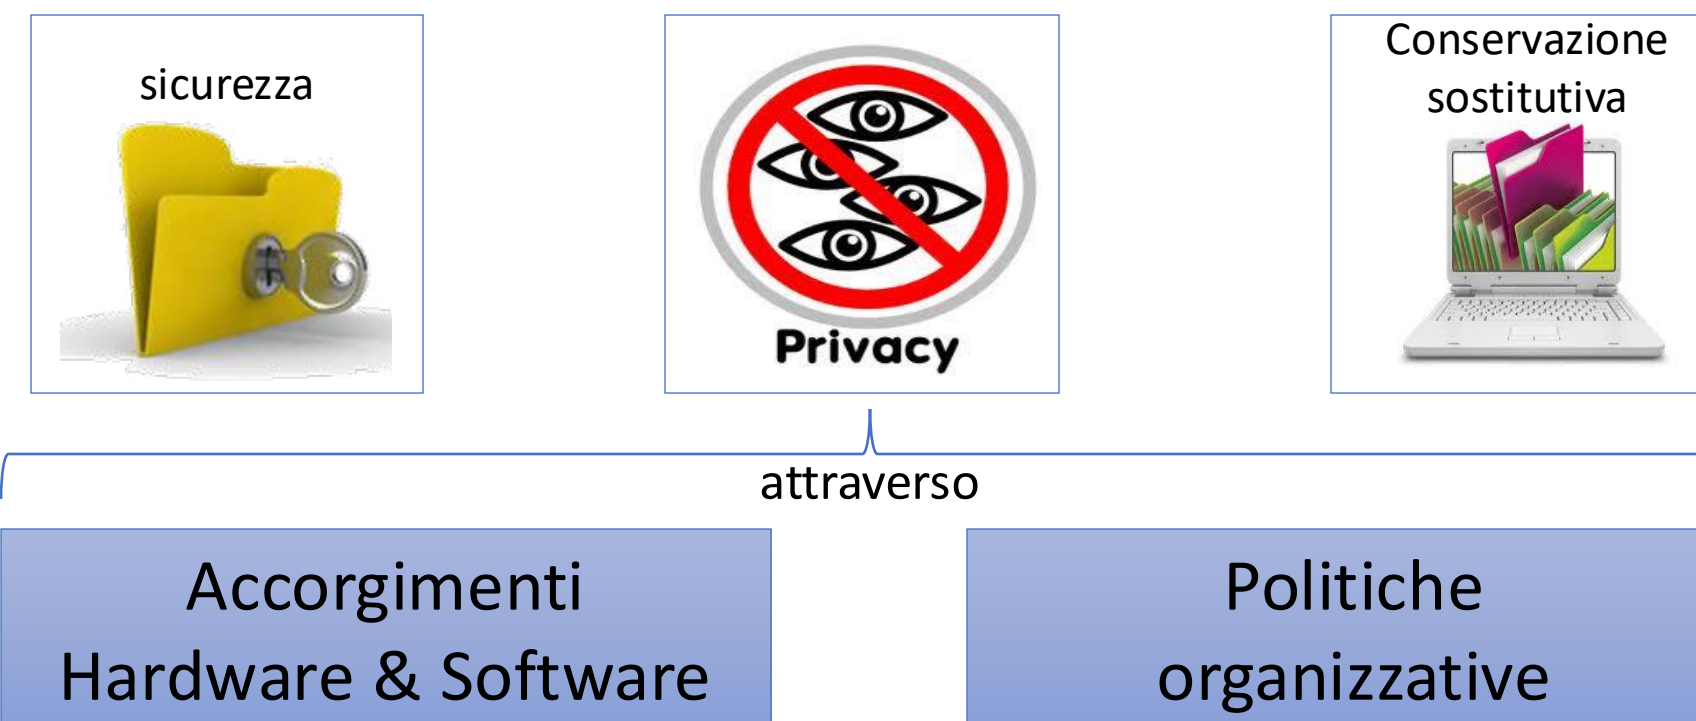 sicurezza
Privacy
Conservazione
sostitutiva
attraverso
Accorgimenti
Hardware & Software
Politiche
organizzative